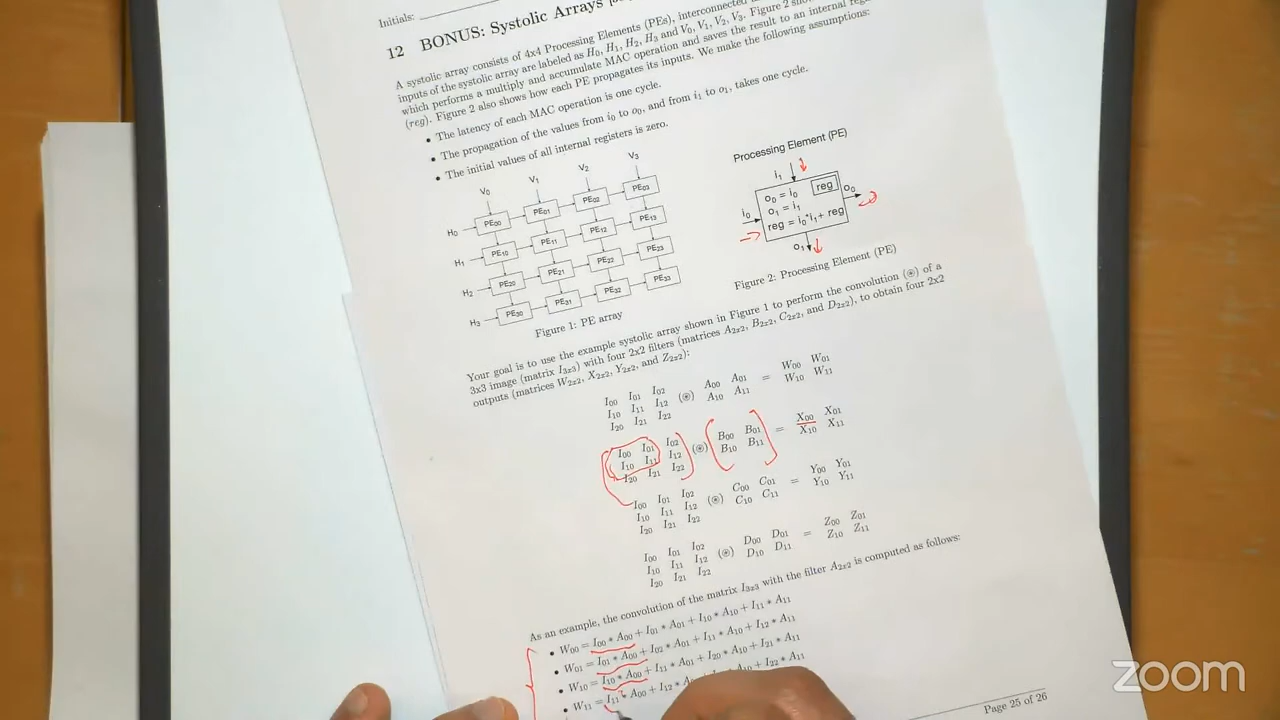 Initials:
12 BONUS: Systolic Arrays
A systolic array consists of 4x4 Processing Elements (PEs), interconnected
inputs of the systolic array are labeled as H0, H1, H2, H3 and V0, V1, V2, V3. Figure 2
which performs a multiply and accumulate MAC operation and saves the result to an internal
(reg). Figure 2 also shows how each PE propagates its inputs. We make the following assumptions:
• The latency of each MAC operation is one cycle.
• The propagation of the values from i0 to o0, and from i1 to o1, takes one cycle.
• The initial values of all internal registers is zero.
V0 V1 V2 V3
H0 PE00 PE01 PE02 PE03
H1 PE10 PE11 PE12 PE13
H2 PE20 PE21 PE22 PE23
H3 PE30 PE31 PE32 PE33
Figure 1: PE array
Processing Element (PE)
i1
o0 = i0 reg o0
i0 o1 = i1
reg = i0*i1+ reg
o1
Figure 2: Processing Element (PE)
Your goal is to use the example systolic array shown in Figure 1 to perform the convolution (⊛) of a
3x3 image (matrix I3x3) with four 2x2 filters (matrices A2x2, B2x2, C2x2, and D2x2), to obtain four 2x2
outputs (matrices W2x2, X2x2, Y2x2, and Z2x2):
I00 I01 I02 A00 A01 W00 W01
I10 I11 I12 (⊛) A10 A11 = W10 W11
I20 I21 I22
I00 I01 I02 B00 B01 X00 X01
I10 I11 I12 (⊛) B10 B11 = X10 X11
I20 I21 I22
I00 I01 I02 C00 C01 Y00 Y01
I10 I11 I12 (⊛) C10 C11 = Y10 Y11
I20 I21 I22
I00 I01 I02 D00 D01 Z00 Z01
I10 I11 I12 (⊛) D10 D11 = Z10 Z11
I20 I21 I22
As an example, the convolution of the matrix I3x3 with the filter A2x2 is computed as follows:
• W00 = I00 * A00 + I01 * A01 + I10 * A10 + I11 * A11
• W01 = I01 * A00 + I02 * A01 + I11 * A10 + I12 * A11
• W10 = I10 * A00 + I11 * A01 + I20 * A10 + I21 * A11
• W11 = I11 * A00 + I12 * A10 + I22 * A11
Page 25 of 26
zoom